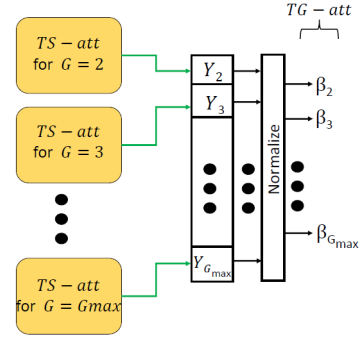 TG − att
TS − att
for G = 2
Y2
β2
TS − att
for G = 3
Y3
β3
Normalize
TS − att
for G = Gmax
YGmax
βGmax